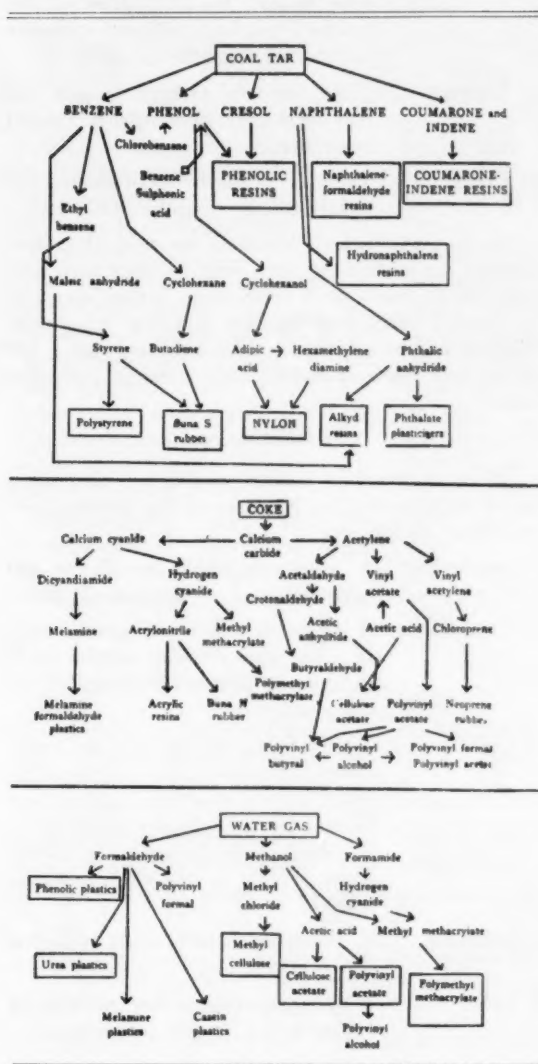 COAL TAR
BENZENE PHENOL CRESOL NAPHTHALENE COUMARONE and
INDENE
Chlorobenzene
Benzene
Sulphonic
acid
PHENOLIC
RESINS
Naphthalene-
formaldehyde
resins
COUMARONE-
INDENE RESINS
Ethyl
benzene
Hydronaphthalene
resins
Maleic anhydride Cyclohexane Cyclohexanol
Styrene Butadiene Adipic
acid
Hexamethylene
diamine
Phthalic
anhydride
Polystyrene
Buna S
rubber
NYLON
Alkyd
resins
Phthalate
plasticisers
COKE
Calcium cyanide Calcium
carbide
Acetylene
Dicyandiamide Hydrogen
cyanide
Acetaldahyde Vinyl
acetate
Vinyl
acetylene
Crotonaldehyde
Melamine Acrylonitrile Methyl
methacrylate
Acetic
anhydride
Acetic acid Chloroprene
Butyraldehyde
Polymethyl
methacrylate
Melamine
formaldehyde
plastics
Acrylic
resins
Buna N
rubber
Cellulose
acetate
Polyvinyl
acetate
Neoprene
rubber
Polyvinyl
butyral
Polyvinyl
alcohol
Polyvinyl formal
Polyvinyl
WATER GAS
Formaldehyde Methanol Formamide
Phenolic plastics Polyvinyl
formal
Methyl
chloride
Hydrogen
cyanide
Acetic acid Methyl methacrylate
Urea plastics
Methyl
cellulose
Cellulose
acetate
Polyvinyl
acetate
Polymethyl
methacrylate
Melamine
plastics
Casein
plastics
Polyvinyl
alcohol